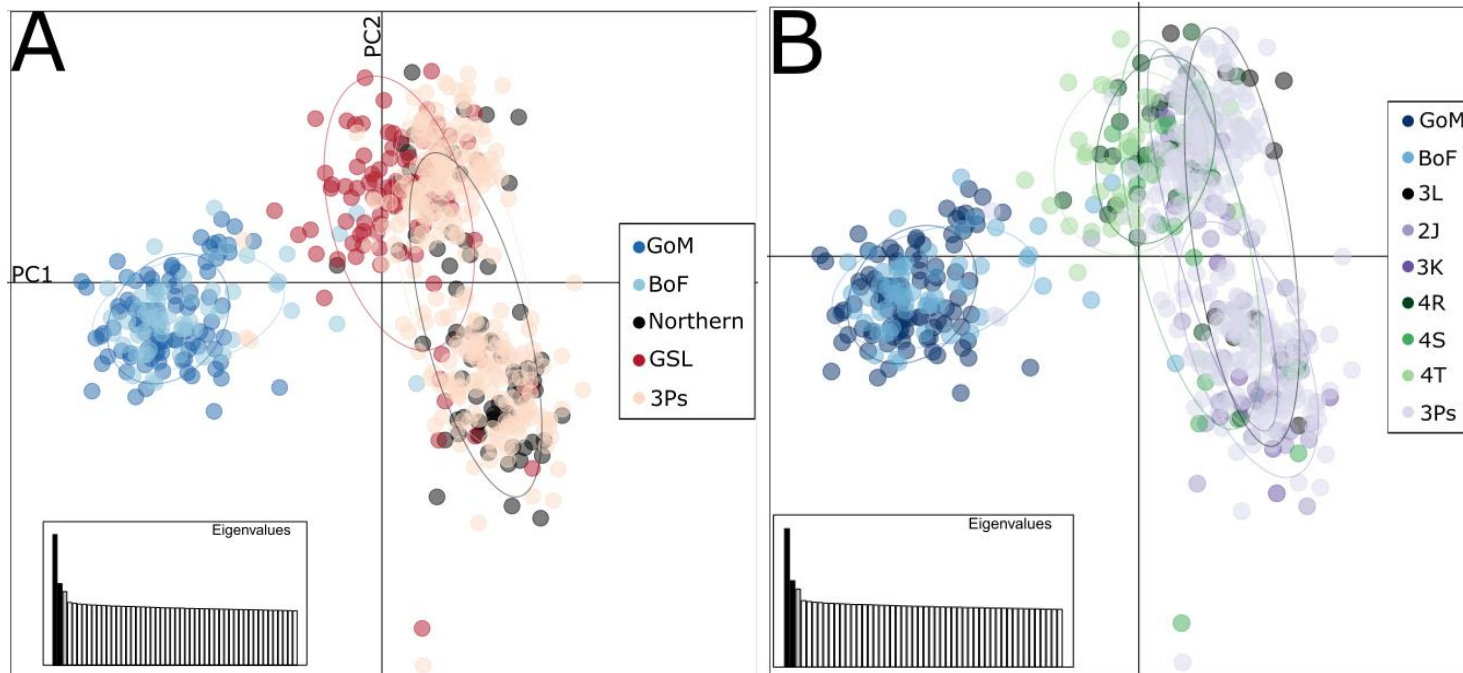 A
PC2
PC1
GoM
BoF
Northern
GSL
3Ps
Eigenvalues
B
GoM
BoF
3L
2J
3K
4R
4S
4T
3Ps
Eigenvalues